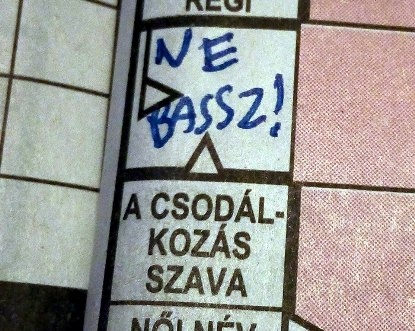 RÉGI
NE
BASSZ!
A CSODÁL-
KOZÁS
SZAVA
NŐI NÉV